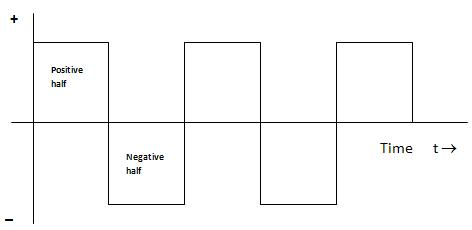 +
Positive
half
Negative
half
Time t→
–